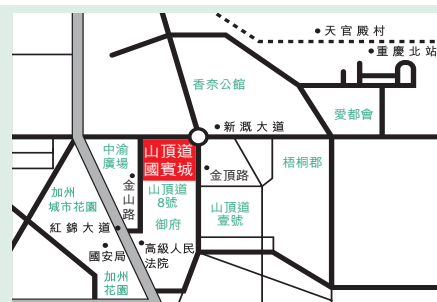 天官殿村
重慶北站
香奈公館
愛都會
新溉大道
中渝
廣場
山頂道
國賓城
梧桐郡
金頂路
金山路
加州
城市花園
山頂道
8號
御府
山頂道
壹號
紅錦大道
國安局
高級人民
法院
加州
花園